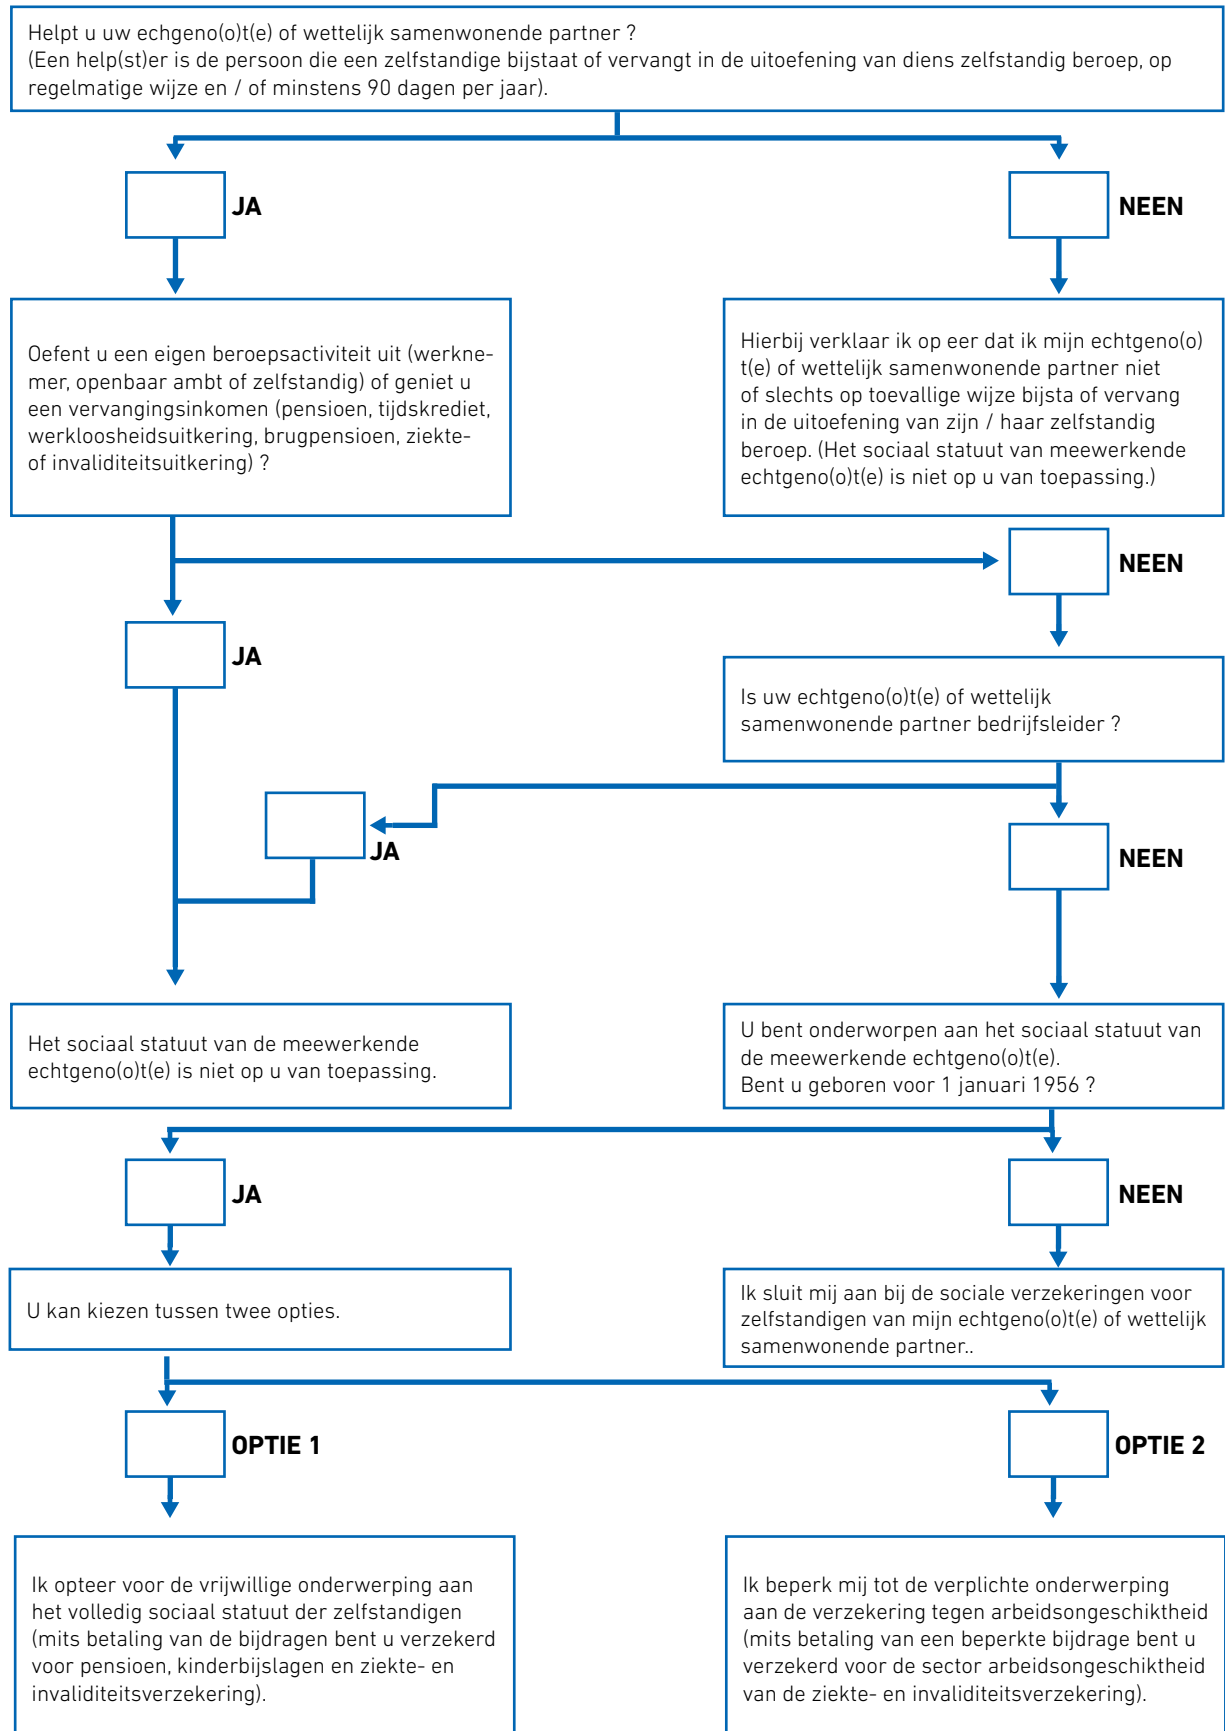 Helpt u uw echgeno(o)t(e) of wettelijk samenwonende partner ?
(Een help(st)er is de persoon die een zelfstandige bijstaat of vervangt in de uitoefening van diens zelfstandig beroep, op
regelmatige wijze en / of minstens 90 dagen per jaar).
JA
NEEN
Oefent u een eigen beroepsactiviteit uit (werkne-
mer, openbaar ambt of zelfstandig) of geniet u
een vervangingsinkomen (pensioen, tijdskrediet,
werkloosheidsuitkering, brugpensioen, ziekte-
of invaliditeitsuitkering) ?
Hierbij verklaar ik op eer dat ik mijn echtgeno(o)
t(e) of wettelijk samenwonende partner niet
of slechts op toevallige wijze bijsta of vervang
in de uitoefening van zijn / haar zelfstandig
beroep. (Het sociaal statuut van meewerkende
echtgeno(o)t(e) is niet op u van toepassing.)
NEEN
JA
Is uw echtgeno(o)t(e) of wettelijk
samenwonende partner bedrijfsleider ?
JA
NEEN
Het sociaal statuut van de meewerkende
echtgeno(o)t(e) is niet op u van toepassing.
U bent onderworpen aan het sociaal statuut van
de meewerkende echtgeno(o)t(e).
Bent u geboren voor 1 januari 1956 ?
JA
NEEN
U kan kiezen tussen twee opties.
Ik sluit mij aan bij de sociale verzekeringen voor
zelfstandigen van mijn echtgeno(o)t(e) of wettelijk
samenwonende partner..
OPTIE 1
OPTIE 2
Ik opteer voor de vrijwillige onderwerping aan
het volledig sociaal statuut der zelfstandigen
(mits betaling van de bijdragen bent u verzekerd
voor pensioen, kinderbijslagen en ziekte- en
invaliditeitsverzekering).
Ik beperk mij tot de verplichte onderwerping
aan de verzekering tegen arbeidsongeschiktheid
(mits betaling van een beperkte bijdrage bent u
verzekerd voor de sector arbeidsongeschiktheid
van de ziekte- en invaliditeitsverzekering).